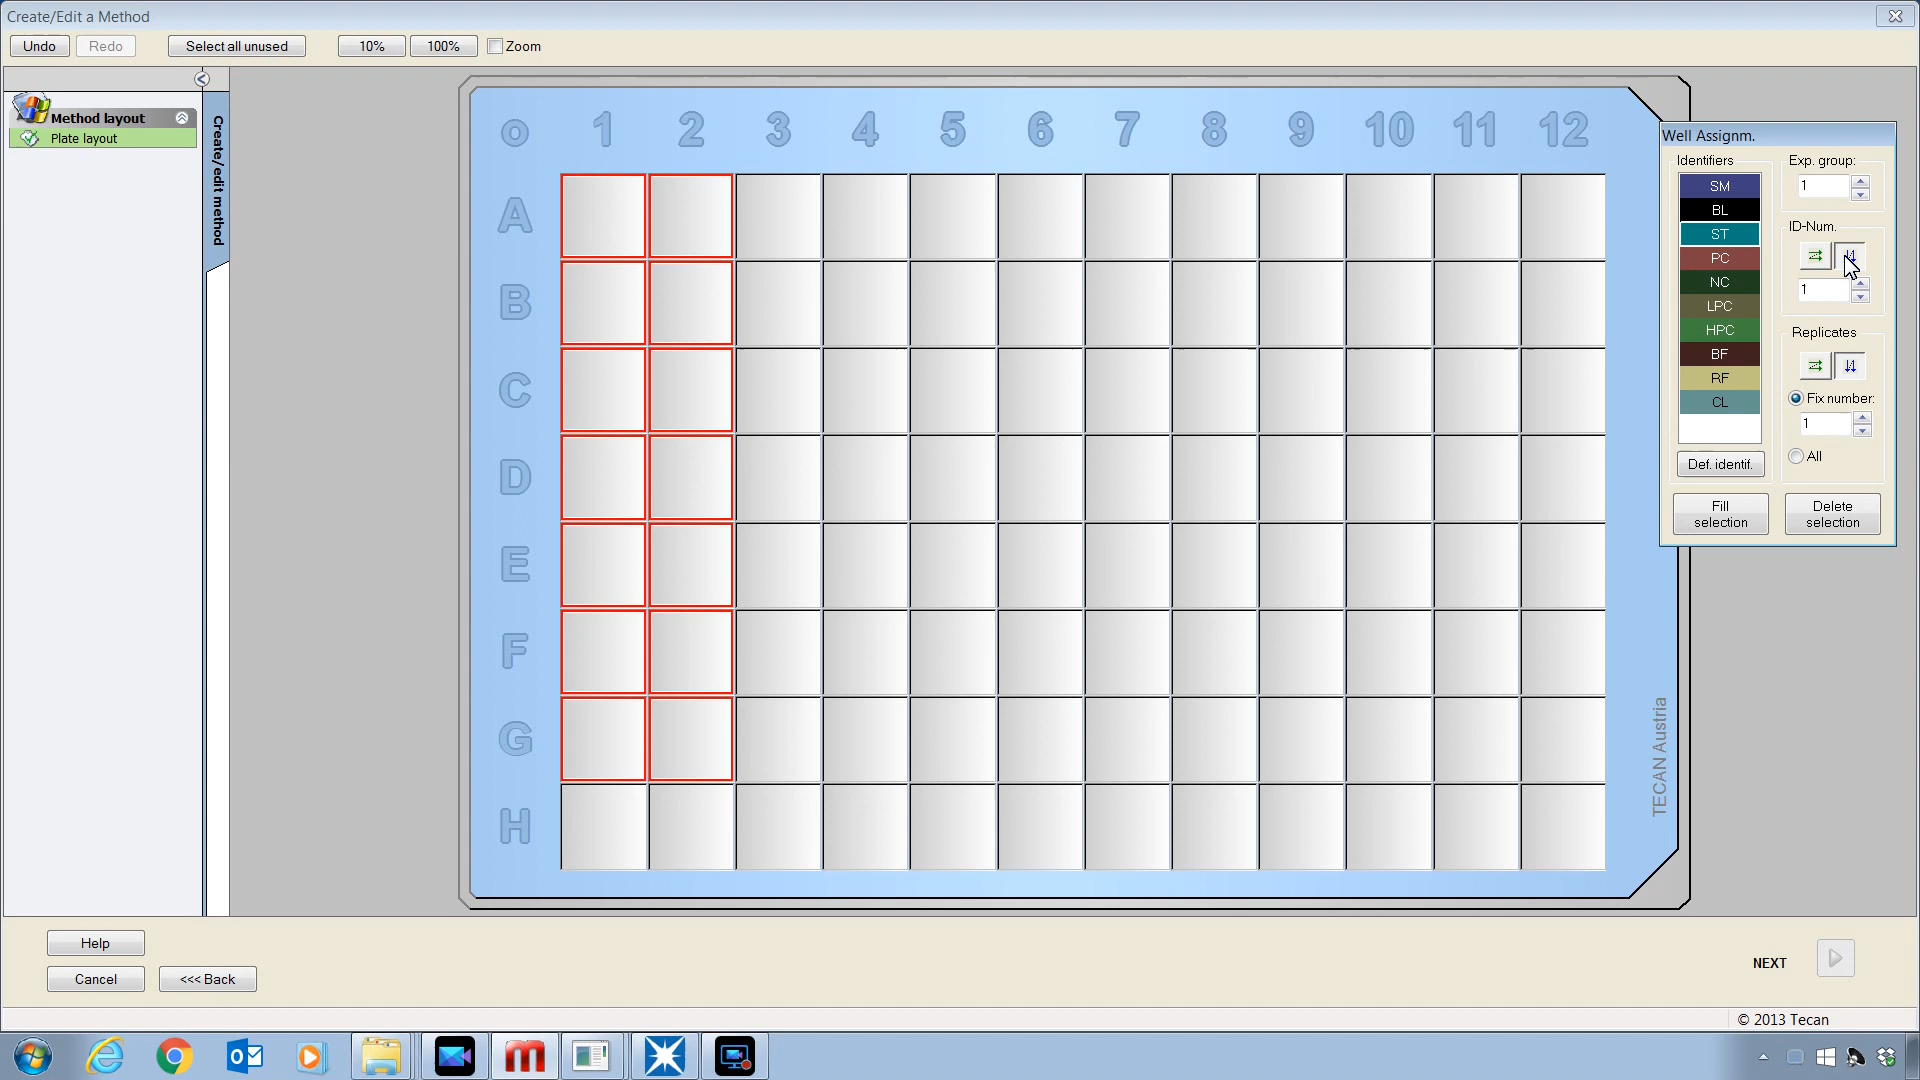 Create/Edit a Method
Undo
Redo
Select all unused
10%
100%
Zoom
Method layout
Plate layout
Create/edit method
o 1 2 3 4 5 6 7 8 9 10 11 12
A
B
C
D
E
F
G
H
TECAN Austria
Well Assignm.
Identifiers
SM
BL
ST
PC
NC
LPC
HPC
BF
RF
CL
Def. identif.
Exp. group:
1
ID-Num.
1
Replicates
Fix number:
1
All
Fill
selection
Delete
selection
Help
Cancel
<<< Back
NEXT
© 2013 Tecan